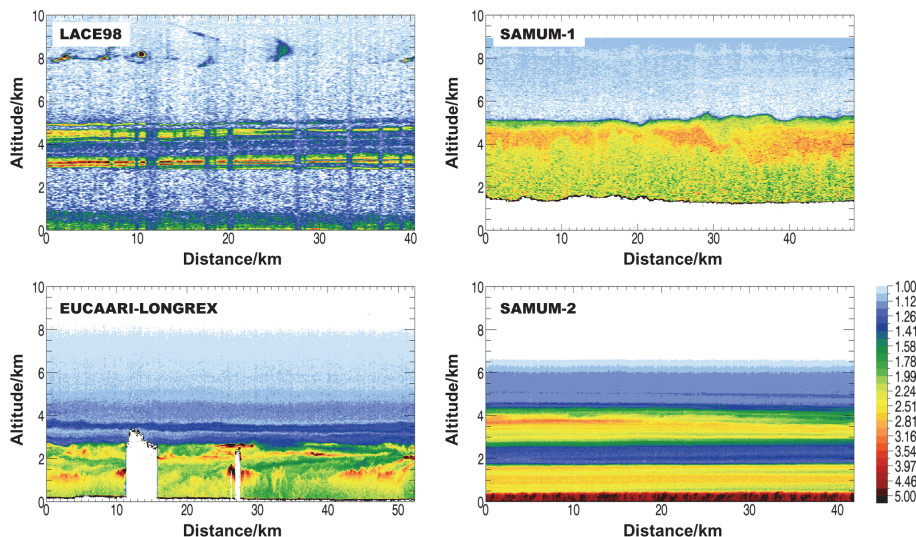 LACE98
Altitude/km
10
8
6
4
2
0
0 10 20 30 40
Distance/km
SAMUM-1
Altitude/km
10
8
6
4
2
0
0 10 20 30 40
Distance/km
EUCAARI-LONGREX
Altitude/km
10
8
6
4
2
0
0 10 20 30 40 50
Distance/km
SAMUM-2
Altitude/km
10
8
6
4
2
0
0 10 20 30 40
Distance/km
1.00
1.12
1.26
1.41
1.58
1.78
1.99
2.24
2.51
2.81
3.16
3.54
3.97
4.46
5.00